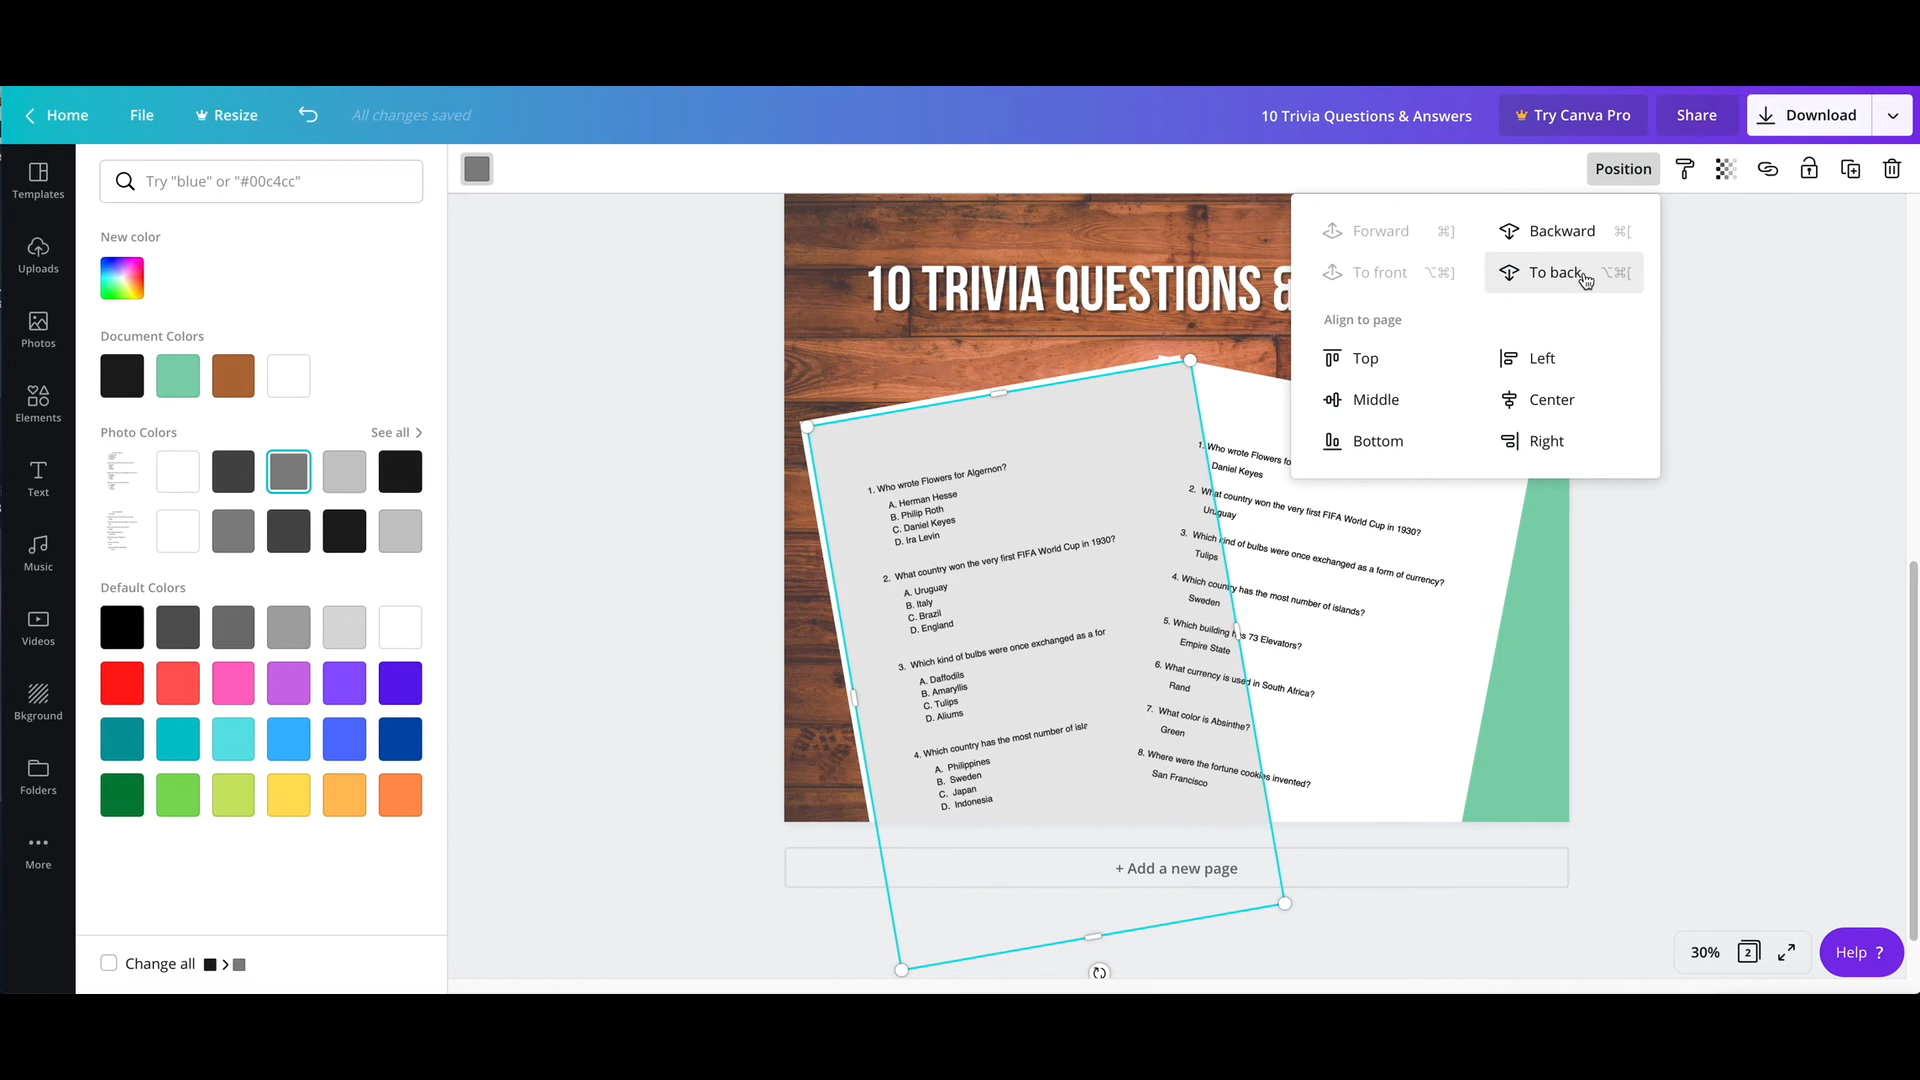 Home
File
Resize
All changes saved
10 Trivia Questions & Answers
Try Canva Pro
Share
Download
Templates
Uploads
Photos
Elements
Text
Music
Videos
Bkground
Folders
More
Try "blue" or "#00c4cc"
New color
Document Colors
Photo Colors
See all
Default Colors
Change all
Position
Forward ⌘]
Backward ⌘[
To front ⌥⌘]
To back ⌥⌘[
Align to page
Top
Left
Middle
Center
Bottom
Right
10 TRIVIA QUESTIONS &
1. Who wrote Flowers for Algernon?
A. Herman Hesse
B. Philip Roth
C. Daniel Keyes
D. Ira Levin
2. What country won the very first FIFA World Cup in 1930?
A. Uruguay
B. Italy
C. Brazil
D. England
3. Which kind of bulbs were once exchanged as a for
A. Daffodils
B. Amaryllis
C. Tulips
D. Aliums
4. Which country has the most number of isle
A. Philippines
B. Sweden
C. Japan
D. Indonesia
1. Who wrote Flowers fo
Daniel Keyes
2. What country won the very first FIFA World Cup in 1930?
Uruguay
3. Which kind of bulbs were once exchanged as a form of currency?
Tulips
4. Which country has the most number of islands?
Sweden
5. Which building has 73 Elevators?
Empire State
6. What currency is used in South Africa?
Rand
7. What color is Absinthe?
Green
8. Where were the fortune cookies invented?
San Francisco
+ Add a new page
30%
2
Help ?